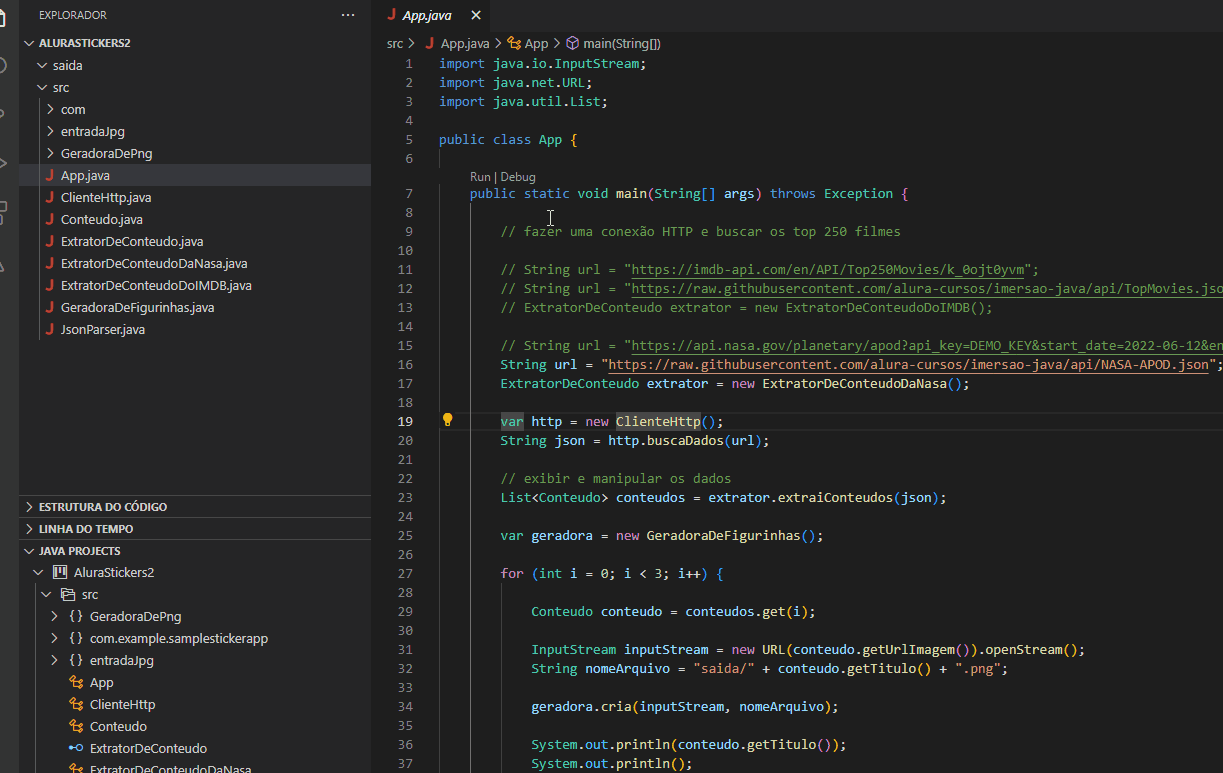 EXPLORADOR
ALURASTICKERS2
saida
src
com
entradaJpg
GeradoraDePng
App.java
ClienteHttp.java
Conteudo.java
ExtratorDeConteudo.java
ExtratorDeConteudoDaNasa.java
ExtratorDeConteudoDoIMDB.java
GeradoraDeFigurinhas.java
JsonParser.java
ESTRUTURA DO CÓDIGO
LINHA DO TEMPO
JAVA PROJECTS
AluraStickers2
src
{} GeradoraDePng
{} com.example.samplestickerapp
{} entradaJpg
App
ClienteHttp
Conteudo
ExtratorDeConteudo
ExtratorDeConteudoDaNasa
J App.java
src > J App.java > App > main(String[])
1 import java.io.InputStream;
2 import java.net.URL;
3 import java.util.List;
4
5 public class App {
6
Run | Debug
7 public static void main(String[] args) throws Exception {
8
9 // fazer uma conexão HTTP e buscar os top 250 filmes
10
11 // String url = "https://imdb-api.com/en/API/Top250Movies/k_0ojt0yvm";
12 // String url = "https://raw.githubusercontent.com/alura-cursos/imersao-java/api/TopMovies.jso
13 // ExtratorDeConteudo extrator = new ExtratorDeConteudoDoIMDB();
14
15 // String url = "https://api.nasa.gov/planetary/apod?api_key=DEMO_KEY&start_date=2022-06-12&en
16 String url = "https://raw.githubusercontent.com/alura-cursos/imersao-java/api/NASA-APOD.json";
17 ExtratorDeConteudo extrator = new ExtratorDeConteudoDaNasa();
18
19 var http = new ClienteHttp();
20 String json = http.buscaDados(url);
21
22 // exibir e manipular os dados
23 List<Conteudo> conteudos = extrator.extraiConteudos(json);
24
25 var geradora = new GeradoraDeFigurinhas();
26
27 for (int i = 0; i < 3; i++) {
28
29 Conteudo conteudo = conteudos.get(i);
30
31 InputStream inputStream = new URL(conteudo.getUrlImagem()).openStream();
32 String nomeArquivo = "saida/" + conteudo.getTitulo() + ".png";
33
34 geradora.cria(inputStream, nomeArquivo);
35
36 System.out.println(conteudo.getTitulo());
37 System.out.println();